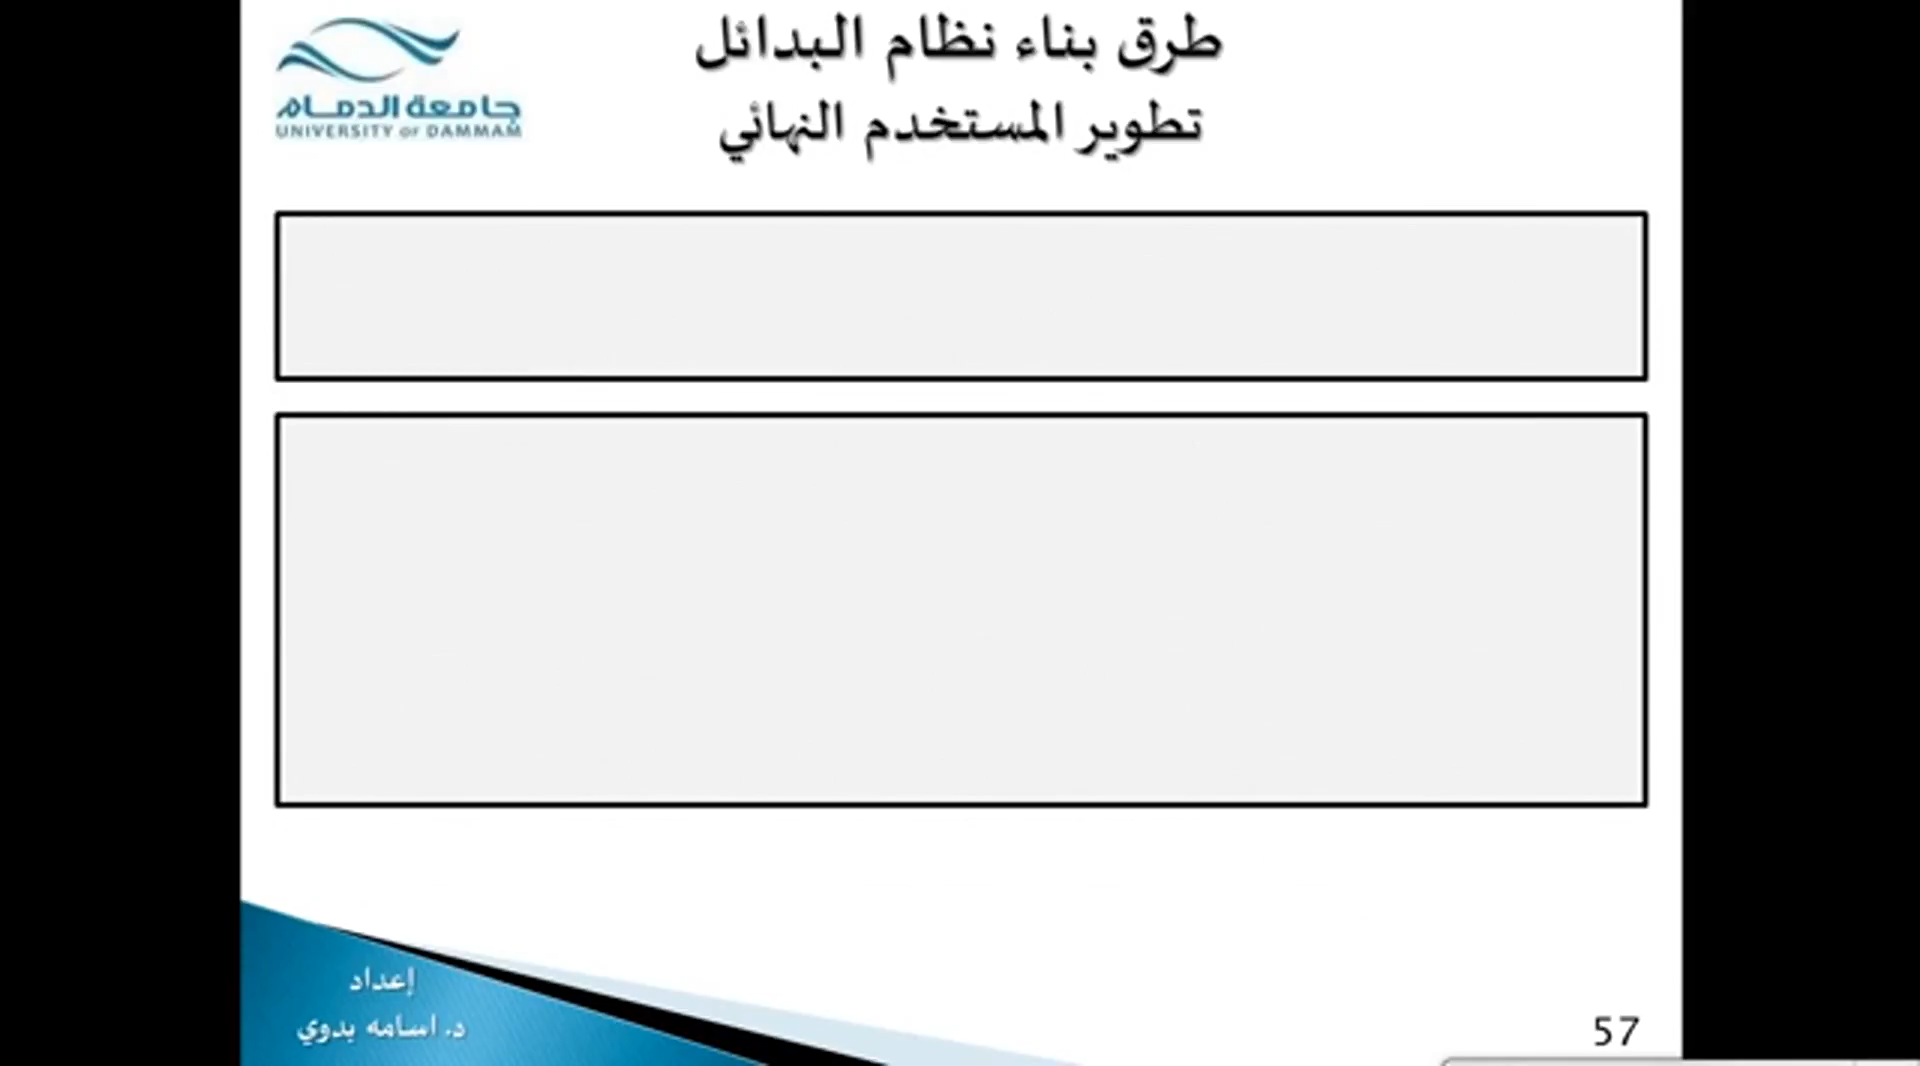 طرق بناء نظام البدائل
تطوير المستخدم النهائي
جامعة الدمام
UNIVERSITY OF DAMMAM
إعداد
د. اسامه بدوي
57